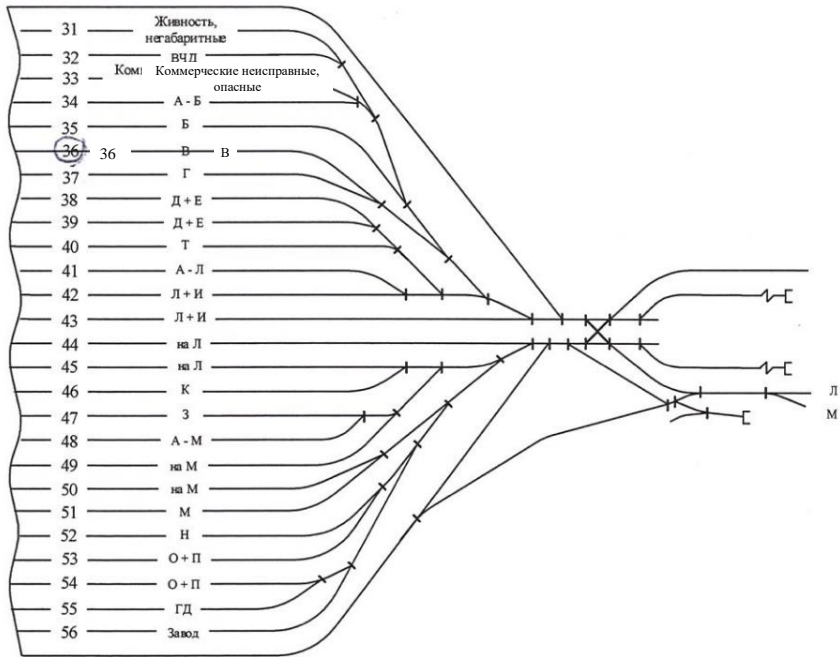 31 Живность,
негабаритные
32 ВЧД
33 Ком Коммерческие неисправные,
опасные
34 А - Б
35 Б
36 36 В В
37 Г
38 Д + Е
39 Д + Е
40 Т
41 А - Л
42 Л + И
43 Л + И
44 на Л
45 на Л
46 К
47 З
48 А - М
49 на М
50 на М
51 М
52 Н
53 О + П
54 О + П
55 ГД
56 Завод
Л
М